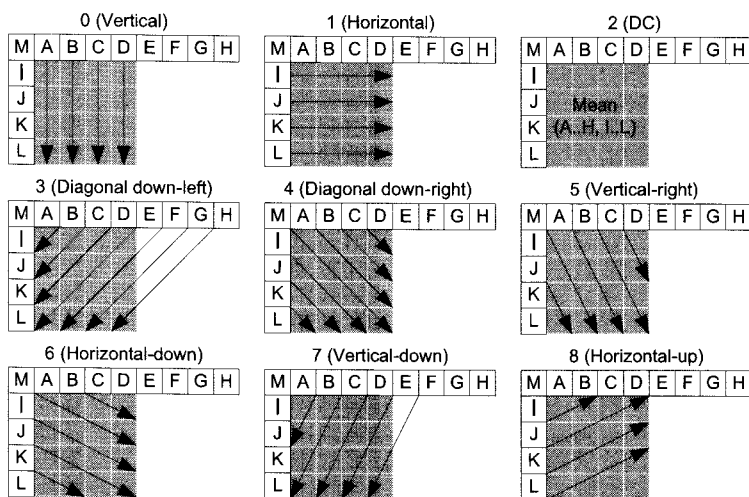 0 (Vertical) 1 (Horizontal) 2 (DC)
M A B C D E F G H M A B C D E F G H M A B C D E F G H
I I I
J J J Mean
K K K (A..H, I..L)
L L L
3 (Diagonal down-left) 4 (Diagonal down-right) 5 (Vertical-right)
M A B C D E F G H M A B C D E F G H M A B C D E F G H
I I I
J J J
K K K
L L L
6 (Horizontal-down) 7 (Vertical-down) 8 (Horizontal-up)
M A B C D E F G H M A B C D E F G H M A B C D E F G H
I I I
J J J
K K K
L L L